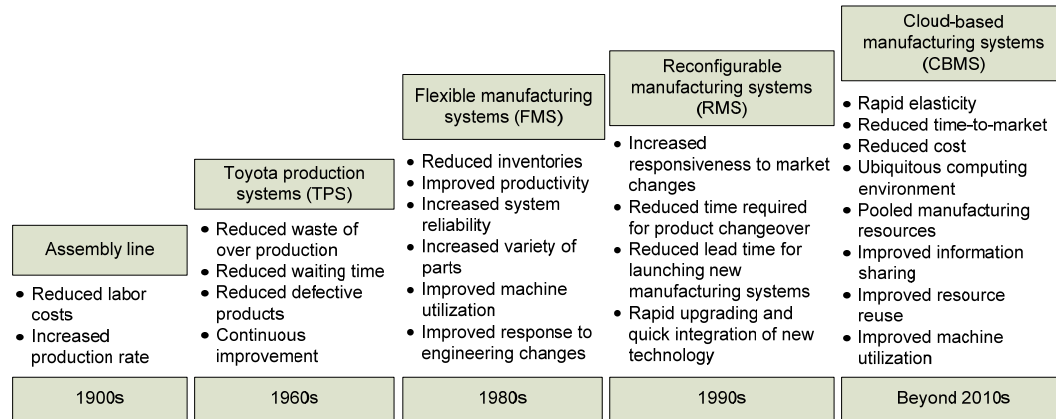 Assembly line
• Reduced labor
costs
• Increased
production rate
1900s
Toyota production
systems (TPS)
• Reduced waste of
over production
• Reduced waiting time
• Reduced defective
products
• Continuous
improvement
1960s
Flexible manufacturing
systems (FMS)
• Reduced inventories
• Improved productivity
• Increased system
reliability
• Increased variety of
parts
• Improved machine
utilization
• Improved response to
engineering changes
1980s
Reconfigurable
manufacturing systems
(RMS)
• Increased
responsiveness to market
changes
• Reduced time required
for product changeover
• Reduced lead time for
launching new
manufacturing systems
• Rapid upgrading and
quick integration of new
technology
1990s
Cloud-based
manufacturing systems
(CBMS)
• Rapid elasticity
• Reduced time-to-market
• Reduced cost
• Ubiquitous computing
environment
• Pooled manufacturing
resources
• Improved information
sharing
• Improved resource
reuse
• Improved machine
utilization
Beyond 2010s